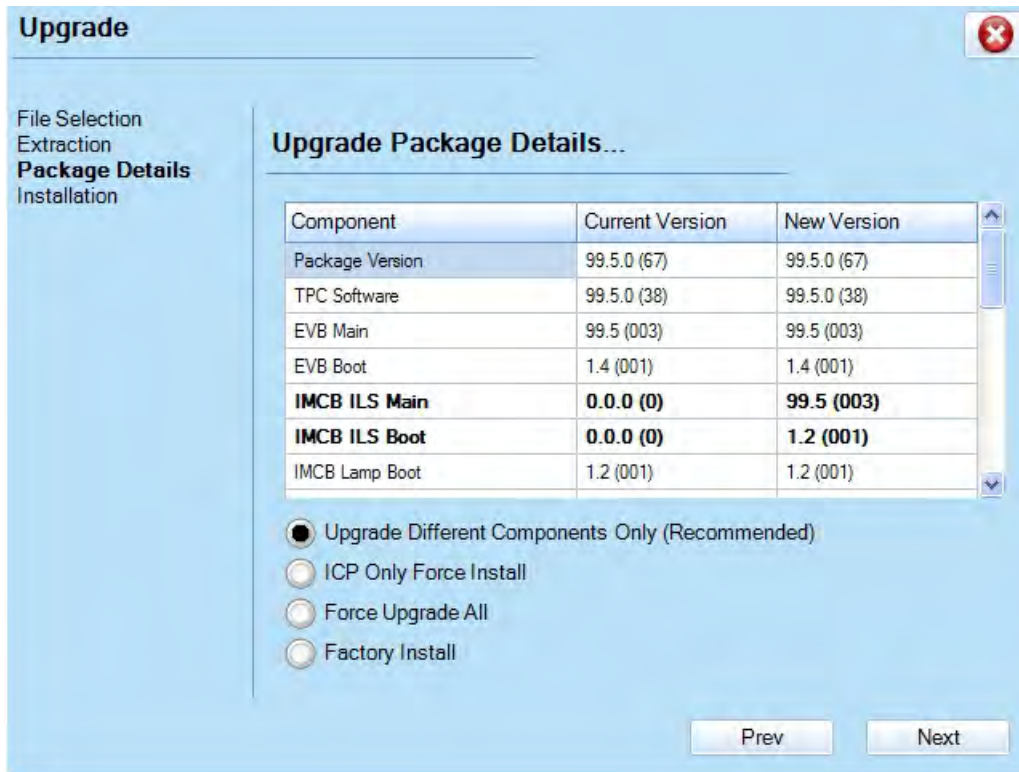 Upgrade
File Selection
Extraction
Package Details
Installation
Upgrade Package Details...
Component Current Version New Version
Package Version 99.5.0 (67) 99.5.0 (67)
TPC Software 99.5.0 (38) 99.5.0 (38)
EVB Main 99.5 (003) 99.5 (003)
EVB Boot 1.4 (001) 1.4 (001)
IMCB ILS Main 0.0.0 (0) 99.5 (003)
IMCB ILS Boot 0.0.0 (0) 1.2 (001)
IMCB Lamp Boot 1.2 (001) 1.2 (001)
Upgrade Different Components Only (Recommended)
ICP Only Force Install
Force Upgrade All
Factory Install
Prev Next